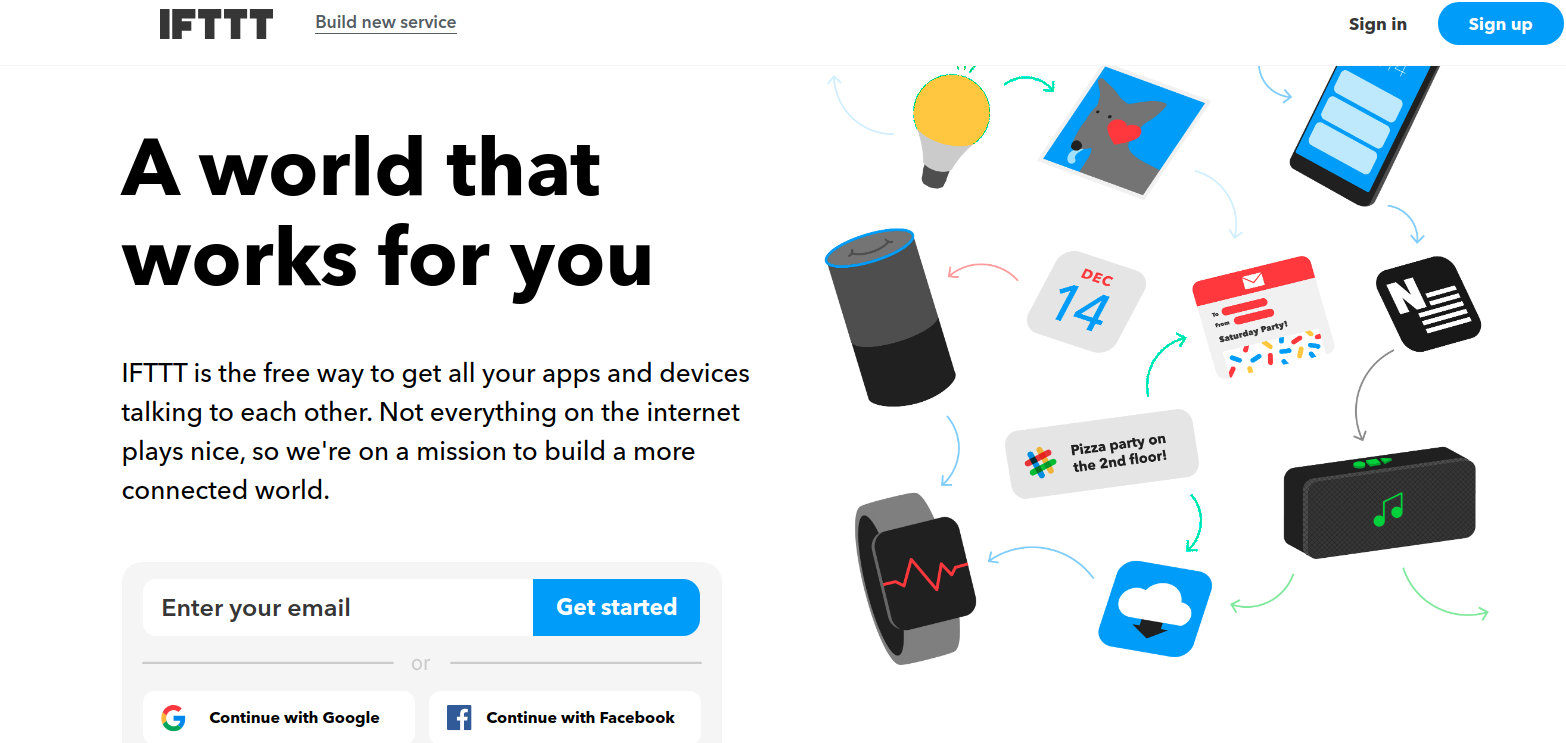 IFTTT
Build new service
Sign in
Sign up
A world that
works for you
IFTTT is the free way to get all your apps and devices
talking to each other. Not everything on the internet
plays nice, so we're on a mission to build a more
connected world.
Enter your email
Get started
or
Continue with Google
Continue with Facebook
DEC
14
To
From
Saturday Party!
N
Pizza party on
the 2nd floor!